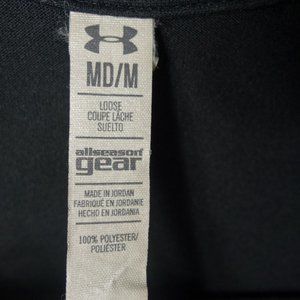 MD/M
LOOSE
COUPE LÂCHE
SUELTO
allseason
gear
MADE IN JORDAN
FABRIQUÉ EN JORDANIE
HECHO EN JORDANIA
100% POLYESTER/
POLIÉSTER